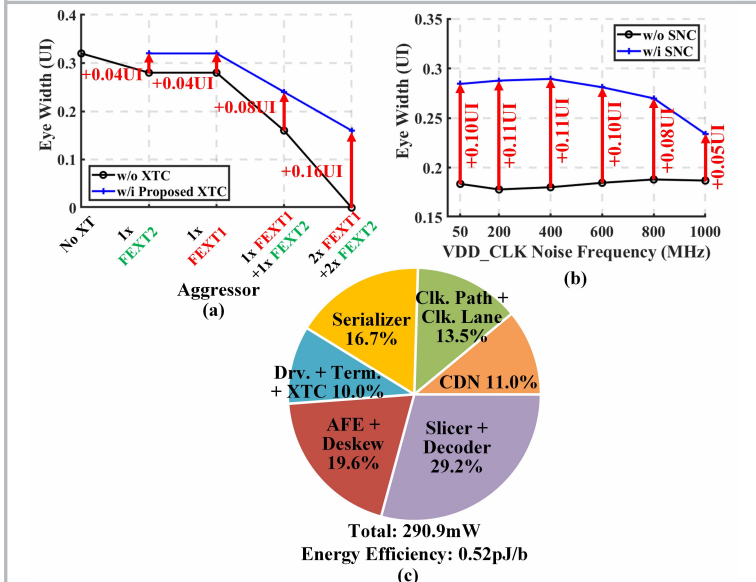 0.4
0.3
0.2
0.1
0
Eye Width (UI)
+0.04UI
+0.04UI
+0.08UI
+0.16UI
w/o XTC
w/i Proposed XTC
No XT
1x
FEXT2
1x
FEXT1
1x FEXT1
+1x FEXT2
2x FEXT1
+2x FEXT2
Aggressor
(a)
0.35
0.3
0.25
0.2
0.15
Eye Width (UI)
w/o SNC
w/i SNC
+0.10UI
+0.11UI
+0.11UI
+0.10UI
+0.08UI
+0.05UI
50 200 400 600 800 1000
VDD_CLK Noise Frequency (MHz)
(b)
Clk. Path +
Clk. Lane
13.5%
Serializer
16.7%
CDN 11.0%
Drv. + Term.
+ XTC 10.0%
AFE +
Deskew
19.6%
Slicer +
Decoder
29.2%
Total: 290.9mW
Energy Efficiency: 0.52pJ/b
(c)